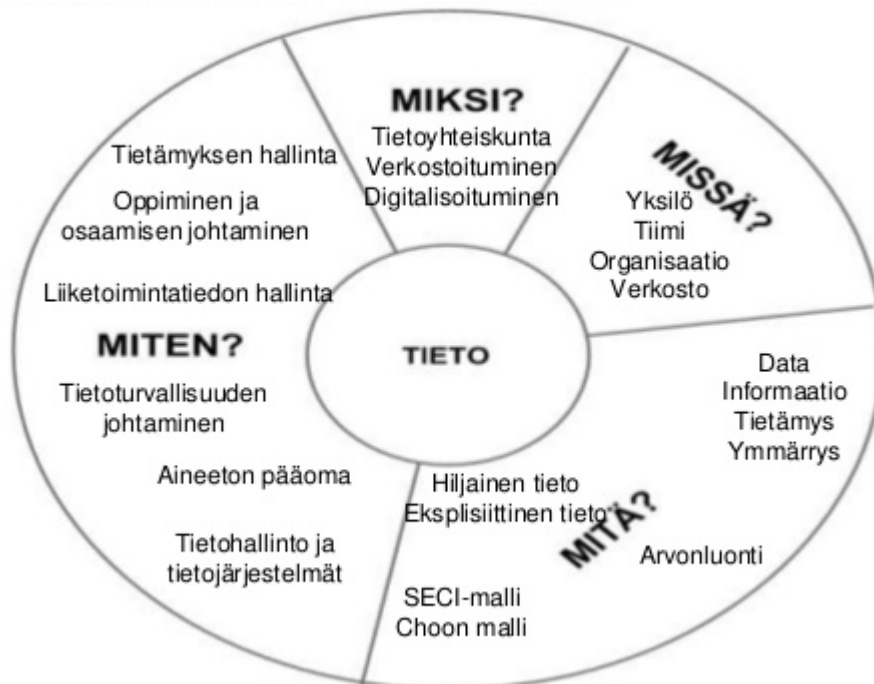 MIKSI?
Tietoyhteiskunta
Verkostoituminen
Digitalisoituminen
MISSÄ?
Yksilö
Tiimi
Organisaatio
Verkosto
Tietämyksen hallinta
Oppiminen ja
osaamisen johtaminen
Liiketoimintatiedon hallinta
MITEN?
Tietoturvallisuuden
johtaminen
Aineeton pääoma
Tietohallinto ja
tietojärjestelmät
TIETO
Data
Informaatio
Tietämys
Ymmärrys
Hiljainen tieto
Eksplisiittinen tieto
MITÄ?
Arvonluonti
SECI-malli
Choon malli